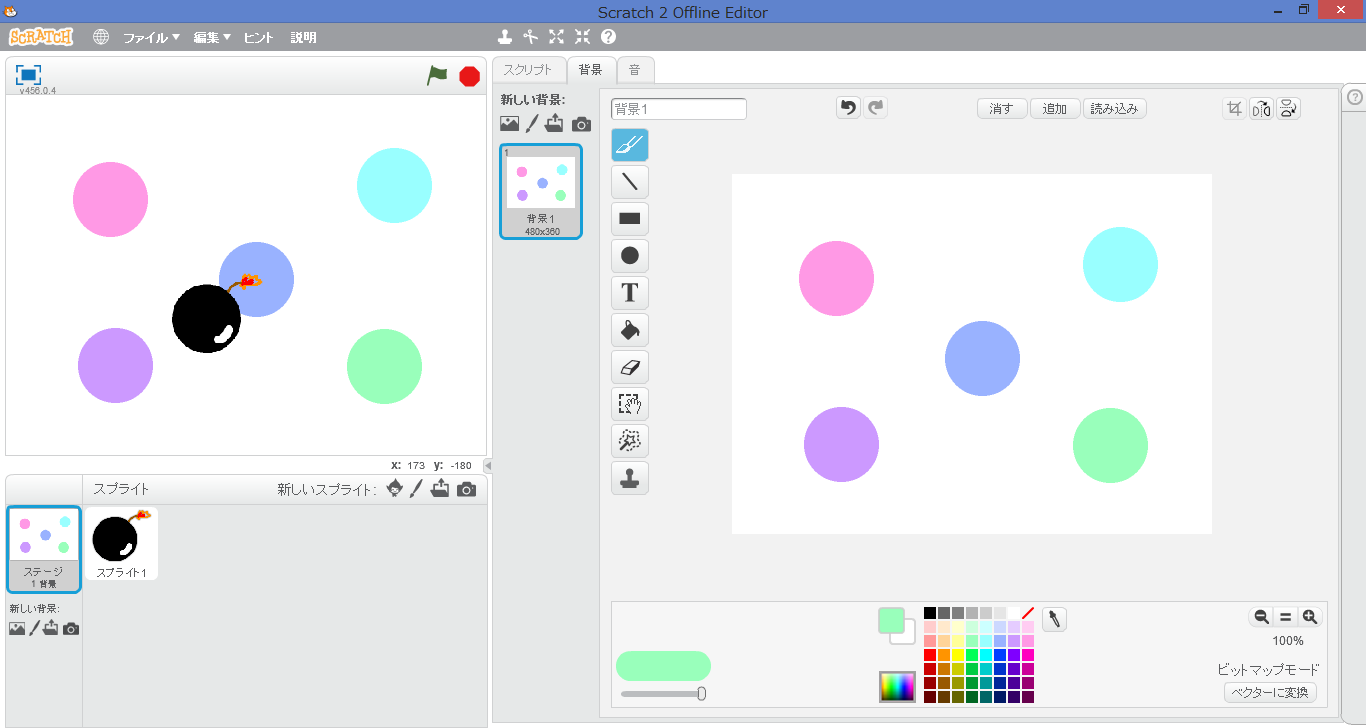 Scratch 2 Offline Editor
SCRATCH
ファイル
編集
ヒント
説明
v456.0.4
スクリプト
背景
音
新しい背景:
1
背景1
480x360
背景1
消す
追加
読み込み
T
x: 173 y: -180
スプライト
新しいスプライト:
ステージ
1 背景
スプライト1
新しい背景:
100%
ビットマップモード
ベクターに変換